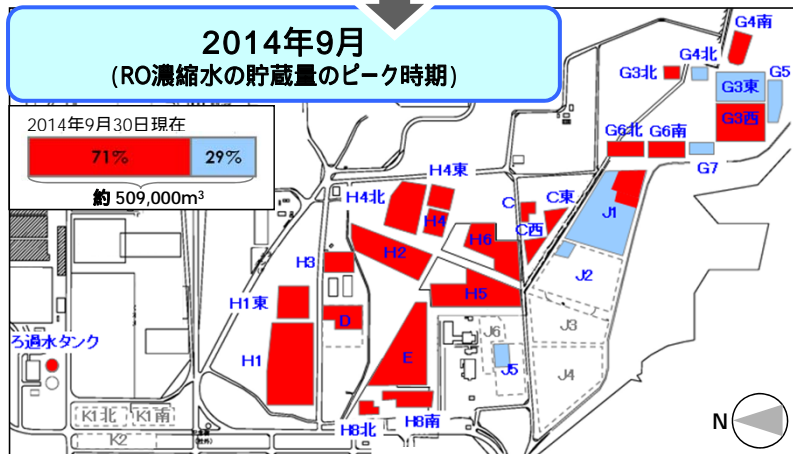 2014年9月
(RO濃縮水の貯蔵量のピーク時期)
2014年9月30日現在
71%
29%
約 509,000m³
G4南
G4北
G3北
G3東
G5
G3西
G6北
G6南
G7
H4東
H4北
H4
C
C東
C西
J1
H2
H6
H3
J2
H5
H1東
D
J3
J6
ろ過水タンク
H1
E
J5
J4
K1北
K1南
K2
H8北
H8南
N